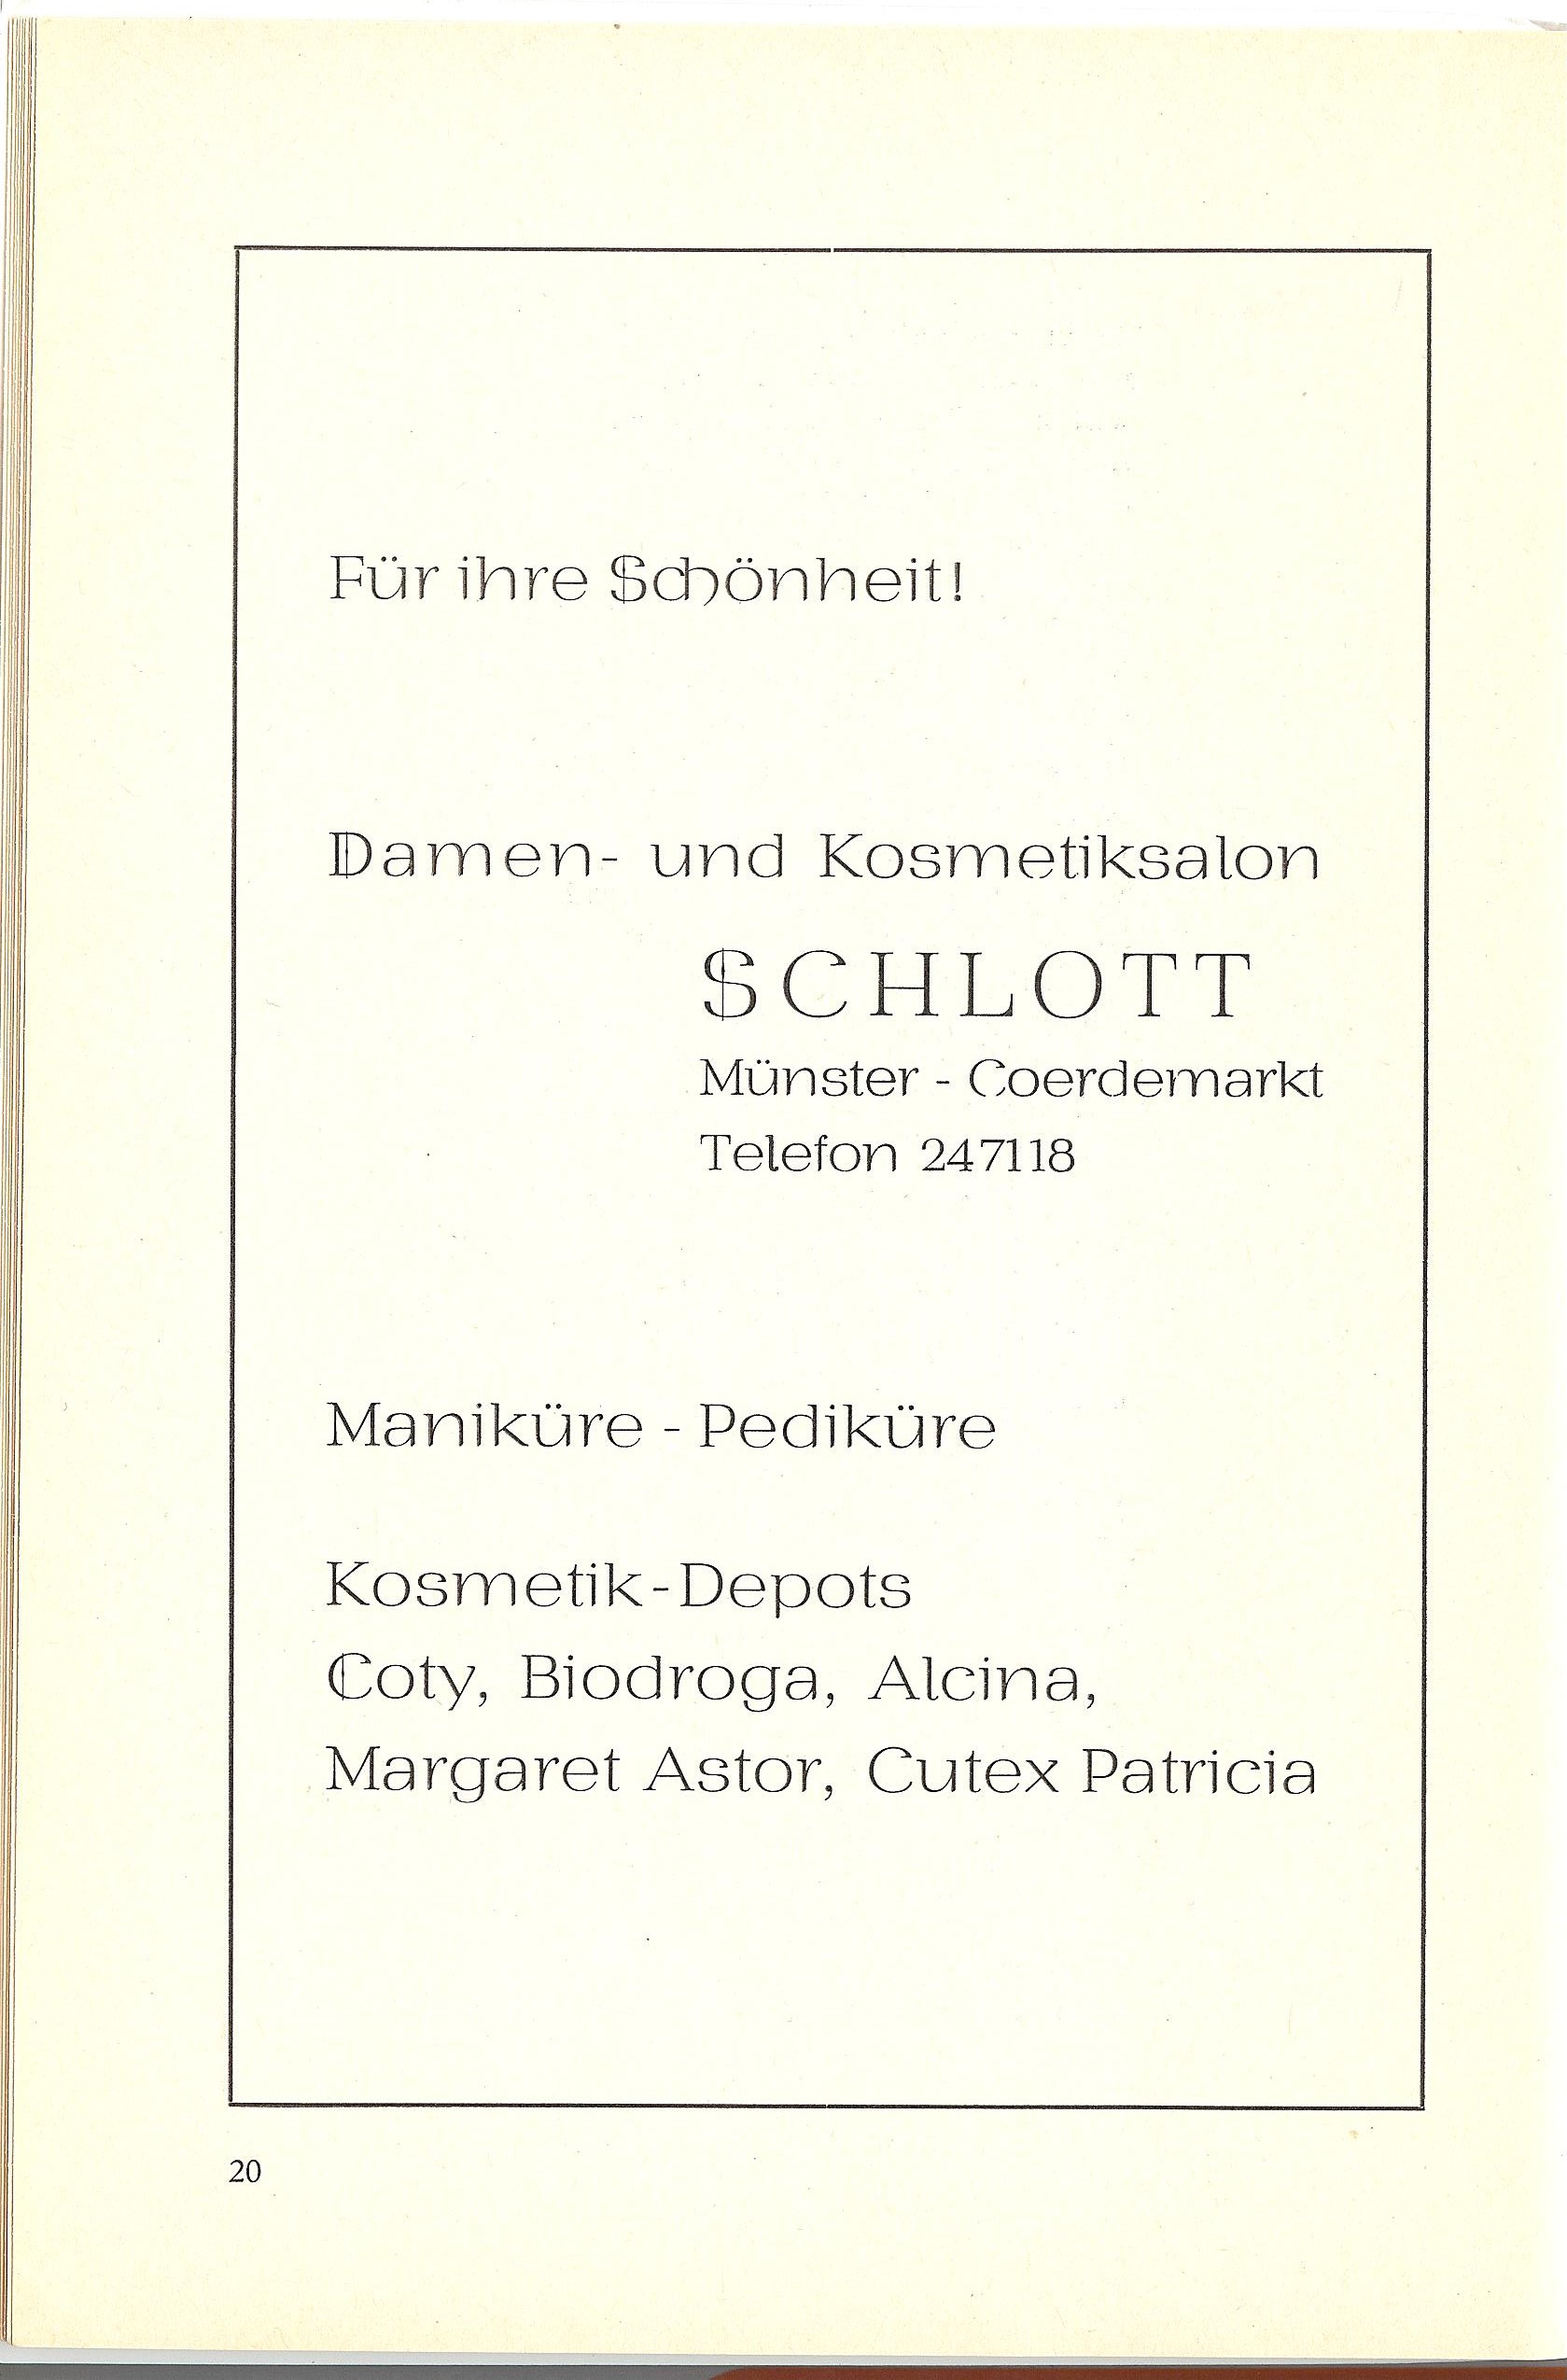 Für ihre Schönheit!
Damen- und Kosmetiksalon
SCHLOTT
Münster - Coerdemarkt
Telefon 247118
Maniküre - Pediküre
Kosmetik-Depots
Coty, Biodroga, Alcina,
Margaret Astor, Cutex Patricia
20